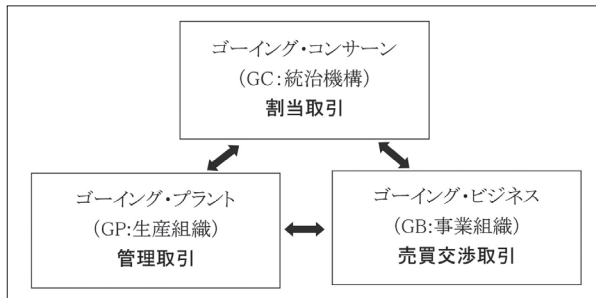 ゴーイング・コンサーン
(GC:統治機構)
割当取引
ゴーイング・プラント
(GP:生産組織)
管理取引
ゴーイング・ビジネス
(GB:事業組織)
売買交渉取引